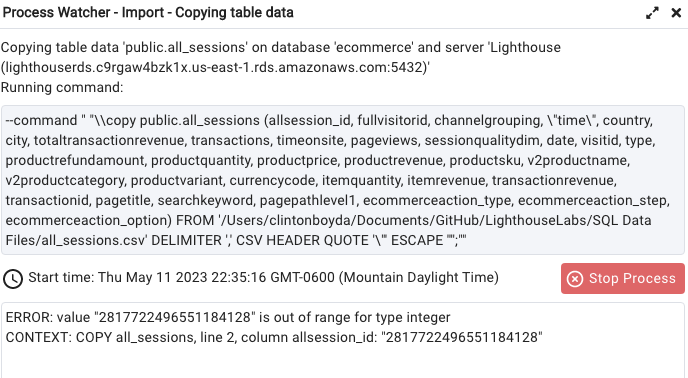 Process Watcher - Import - Copying table data
Copying table data 'public.all_sessions' on database 'ecommerce' and server 'Lighthouse
(lighthouserds.c9rgaw4bzk1x.us-east-1.rds.amazonaws.com:5432)'
Running command:
--command " "\\copy public.all_sessions (allsession_id, fullvisitorid, channelgrouping, \"time\", country,
city, totaltransactionrevenue, transactions, timeonsite, pageviews, sessionqualitydim, date, visitid, type,
productrefundamount, productquantity, productprice, productrevenue, productsku, v2productname,
v2productcategory, productvariant, currencycode, itemquantity, itemrevenue, transactionrevenue,
transactionid, pagetitle, searchkeyword, pagepathlevel1, ecommerceaction_type, ecommerceaction_step,
ecommerceaction_option) FROM '/Users/clintonboyda/Documents/GitHub/LighthouseLabs/SQL Data
Files/all_sessions.csv' DELIMITER ',' CSV HEADER QUOTE '\"' ESCAPE '''';""
Start time: Thu May 11 2023 22:35:16 GMT-0600 (Mountain Daylight Time)
Stop Process
ERROR: value "2817722496551184128" is out of range for type integer
CONTEXT: COPY all_sessions, line 2, column allsession_id: "2817722496551184128"